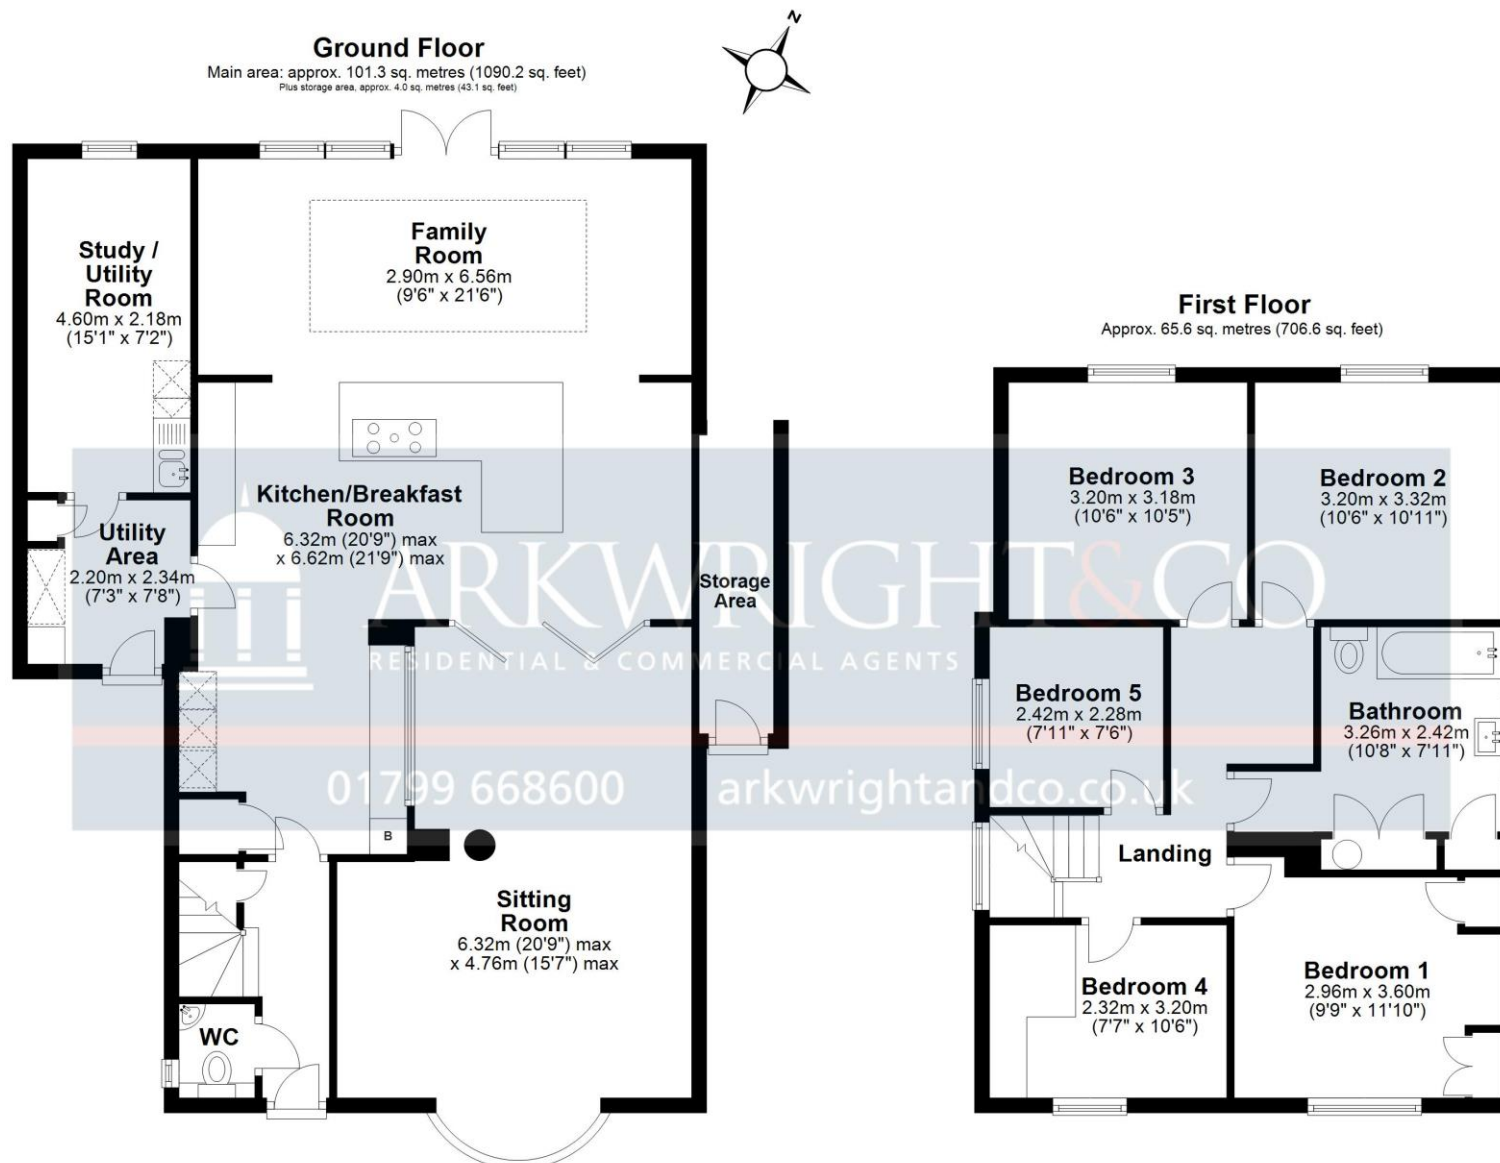 N
Ground Floor
Main area: approx. 101.3 sq. metres (1090.2 sq. feet)
Plus storage area, approx. 4.0 sq. metres (43.1 sq. feet)
Study /
Utility
Room
4.60m x 2.18m
(15'1" x 7'2")
Family
Room
2.90m x 6.56m
(9'6" x 21'6")
Kitchen/Breakfast
Room
6.32m (20'9") max
x 6.62m (21'9") max
Utility
Area
2.20m x 2.34m
(7'3" x 7'8")
Storage
Area
B
Sitting
Room
6.32m (20'9") max
x 4.76m (15'7") max
WC
First Floor
Approx. 65.6 sq. metres (706.6 sq. feet)
Bedroom 3
3.20m x 3.18m
(10'6" x 10'5")
Bedroom 2
3.20m x 3.32m
(10'6" x 10'11")
Bedroom 5
2.42m x 2.28m
(7'11" x 7'6")
Bathroom
3.26m x 2.42m
(10'8" x 7'11")
Landing
Bedroom 4
2.32m x 3.20m
(7'7" x 10'6")
Bedroom 1
2.96m x 3.60m
(9'9" x 11'10")
ARKWRIGHT&CO
RESIDENTIAL & COMMERCIAL AGENTS
01799 668600 arkwrightandco.co.uk